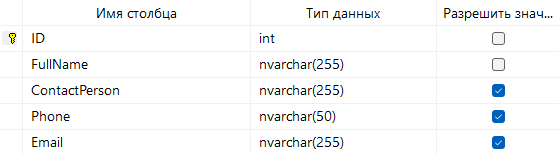 Имя столбца Тип данных Разрешить знач...
ID int
FullName nvarchar(255)
ContactPerson nvarchar(255)
Phone nvarchar(50)
Email nvarchar(255)